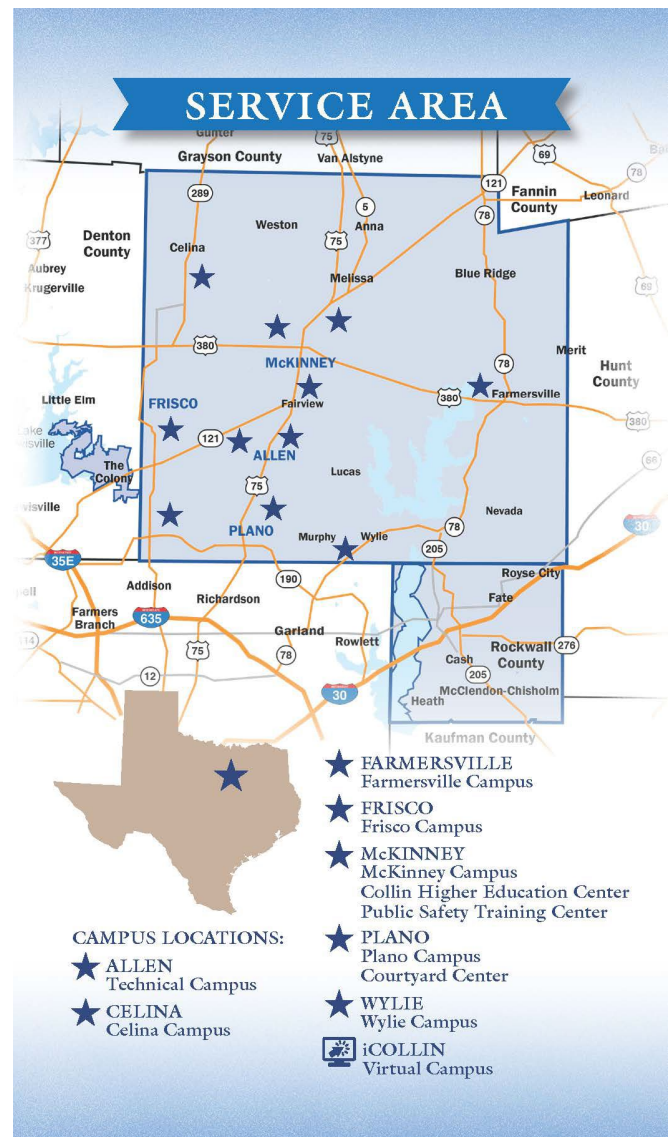 SERVICE AREA
Gunter
75
Grayson County
Van Alstyne
69
78
121
Fannin
County
Leonard
289
5
78
Weston
Anna
377
Denton
County
Celina
75
Aubrey
Krugerville
Melissa
Blue Ridge
69
380
Merit
McKINNEY
78
Hunt
County
Little Elm
FRISCO
Fairview
380
Farmersville
380
121
ALLEN
The
Colony
Lucas
66
75
PLANO
Nevada
78
30
Murphy
Wylie
205
35E
Royse City
190
Addison
Richardson
Fate
Farmers
Branch
635
Garland
Rowlett
75
78
Rockwall
County
276
Cash
12
205
30
McClendon-Chisholm
Heath
Kaufman County
CAMPUS LOCATIONS:
ALLEN
Technical Campus
CELINA
Celina Campus
FARMERSVILLE
Farmersville Campus
FRISCO
Frisco Campus
McKINNEY
McKinney Campus
Collin Higher Education Center
Public Safety Training Center
PLANO
Plano Campus
Courtyard Center
WYLIE
Wylie Campus
iCOLLIN
Virtual Campus